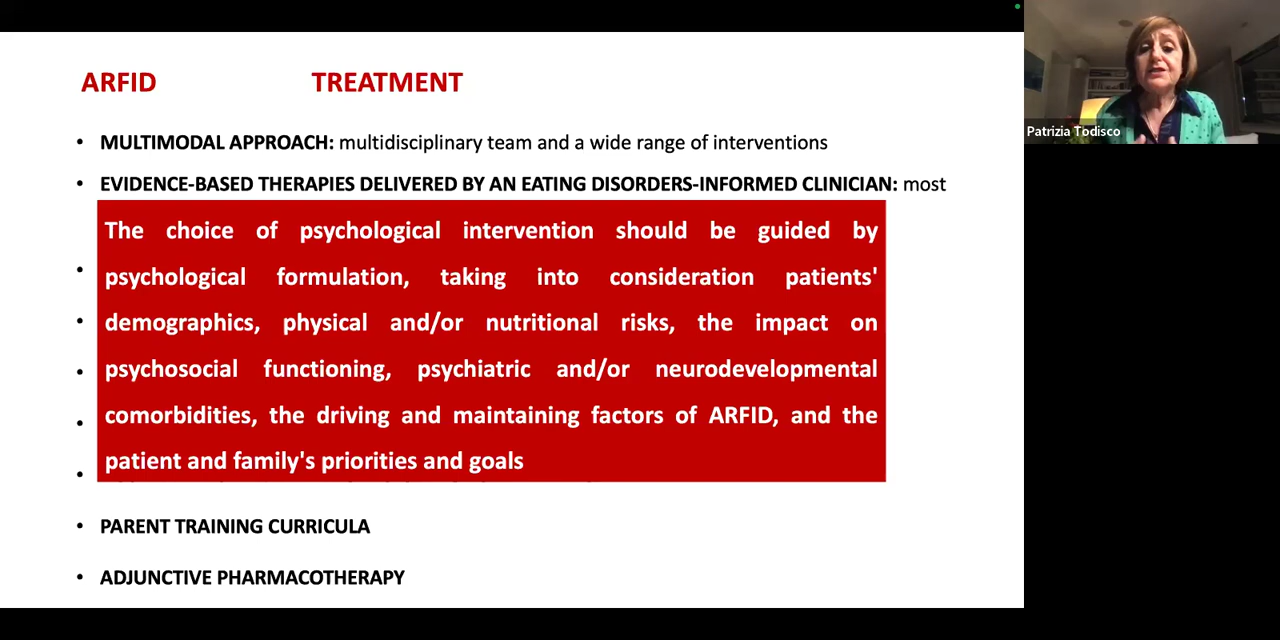 ARFID TREATMENT
Patrizia Todisco
• MULTIMODAL APPROACH: multidisciplinary team and a wide range of interventions
• EVIDENCE-BASED THERAPIES DELIVERED BY AN EATING DISORDERS-INFORMED CLINICIAN: most
The choice of psychological intervention should be guided by
psychological formulation, taking into consideration patients'
demographics, physical and/or nutritional risks, the impact on
psychosocial functioning, psychiatric and/or neurodevelopmental
comorbidities, the driving and maintaining factors of ARFID, and the
patient and family's priorities and goals
• PARENT TRAINING CURRICULA
• ADJUNCTIVE PHARMACOTHERAPY